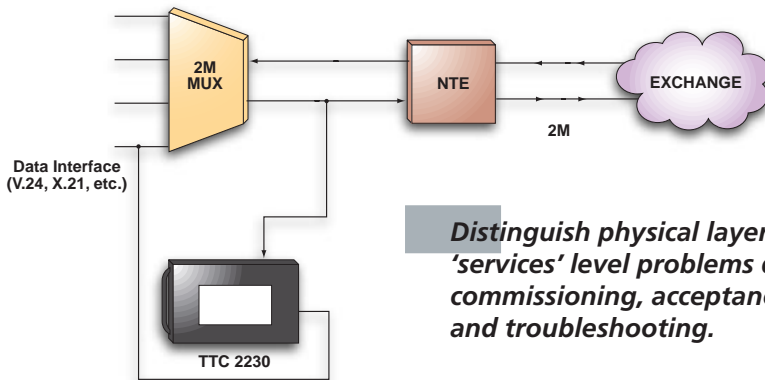 2M
MUX
NTE
EXCHANGE
2M
Data Interface
(V.24, X.21, etc.)
Distinguish physical layer
'services' level problems
commissioning, acceptanc
and troubleshooting.
TTC 2230